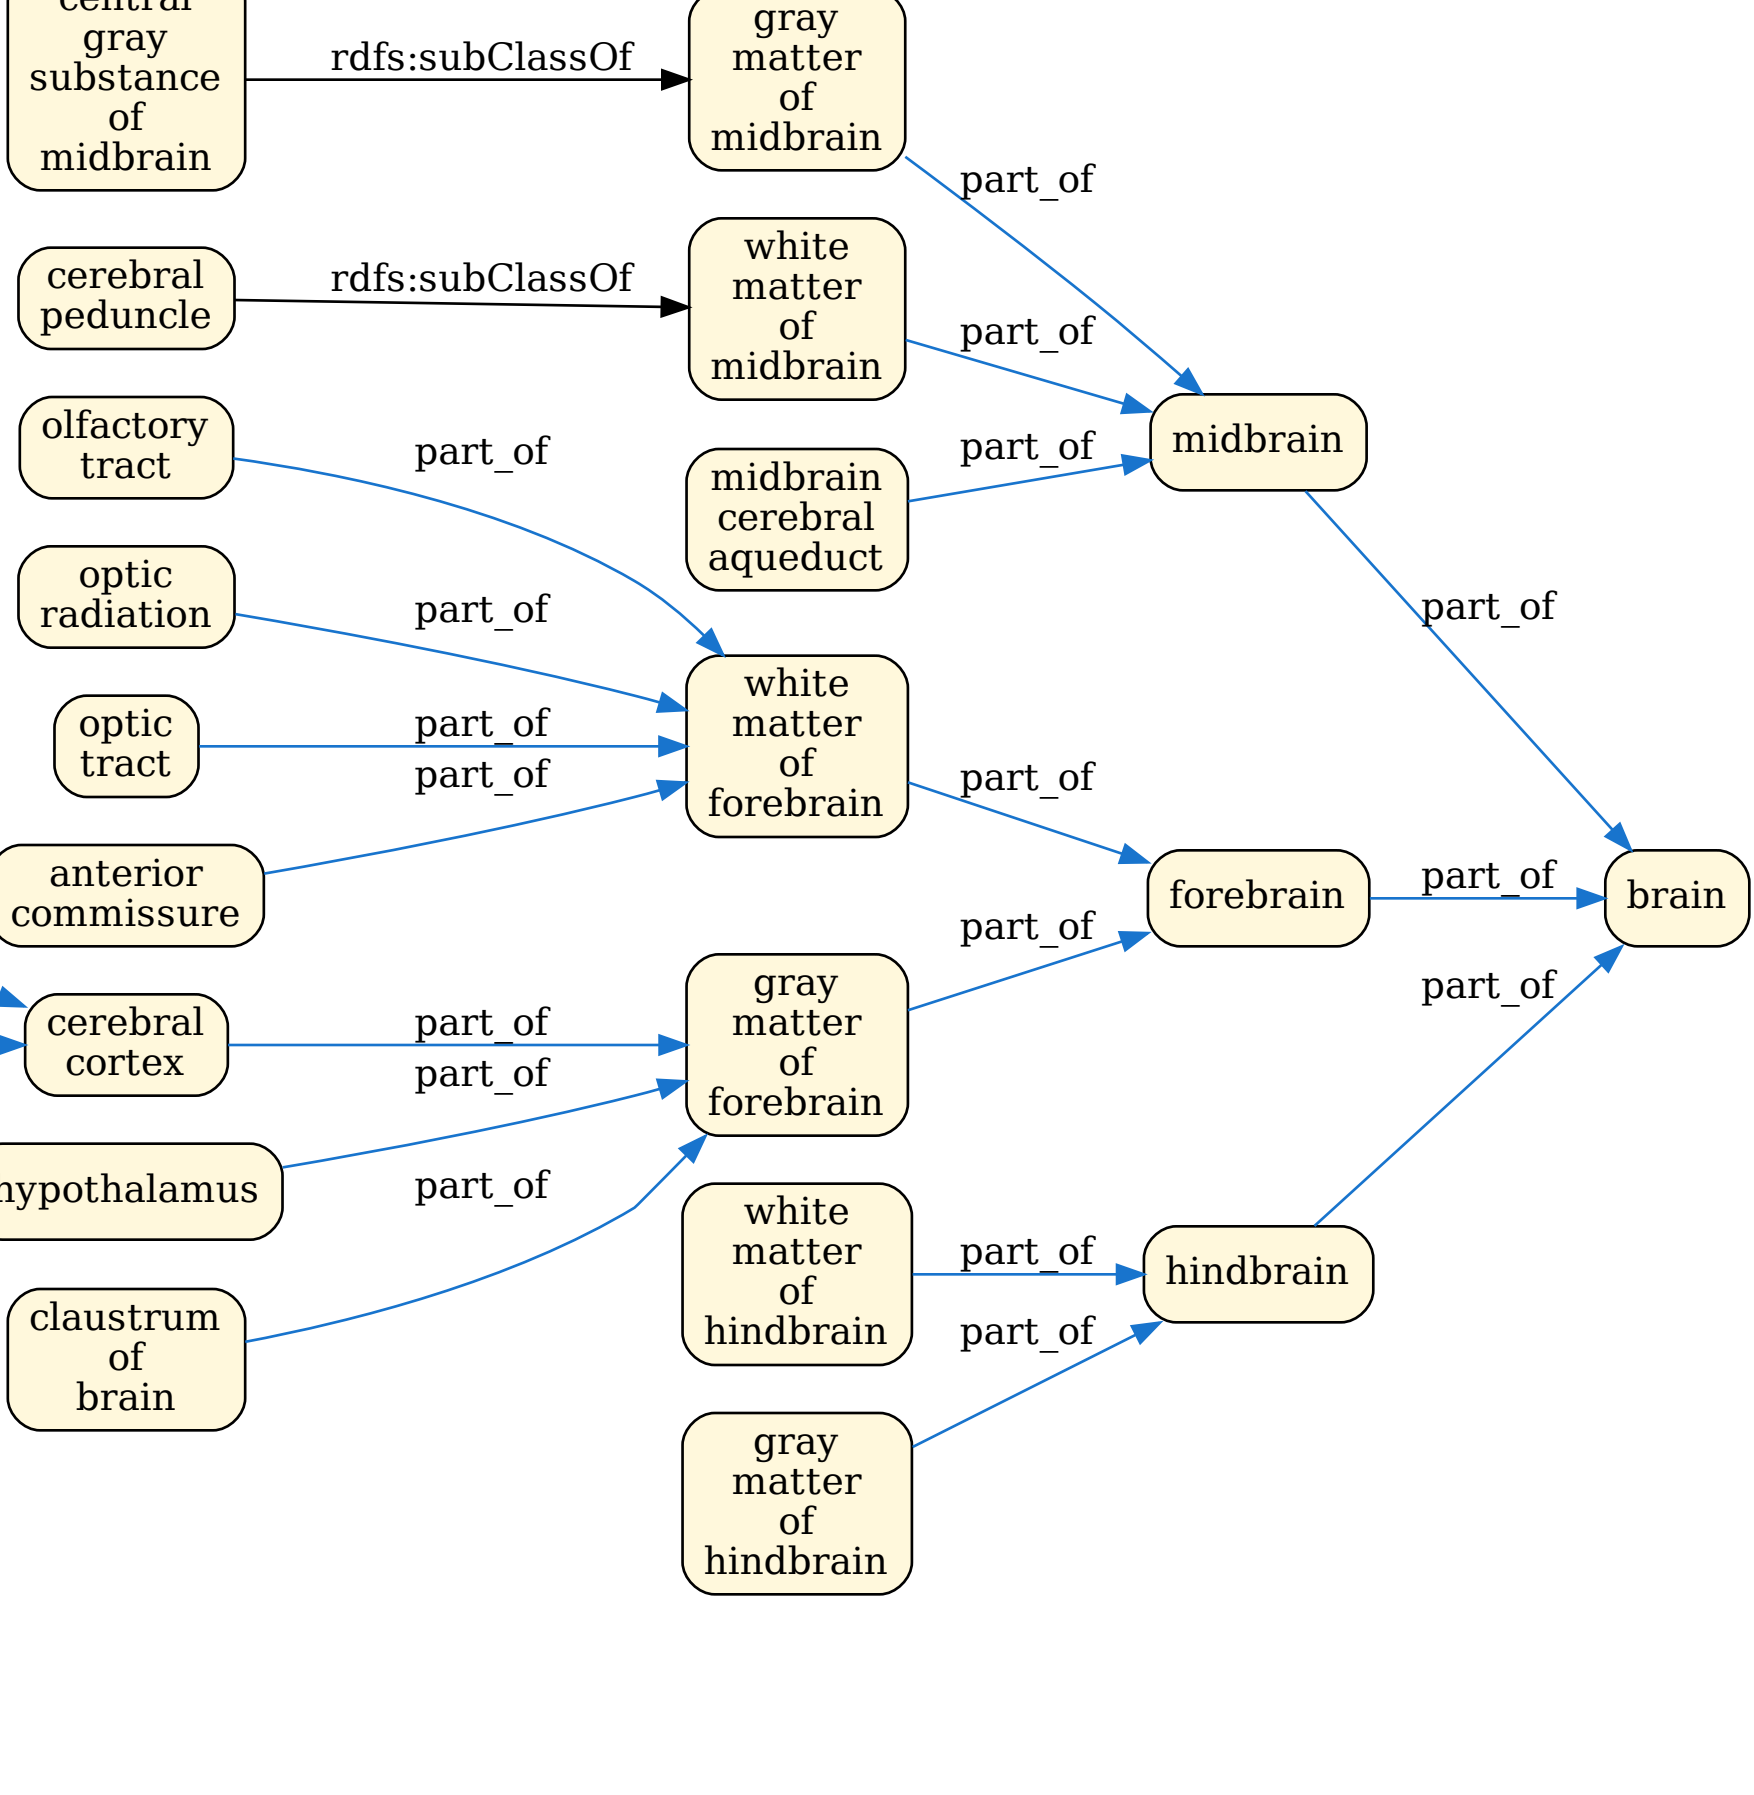 central
gray
substance
of
midbrain
rdfs:subClassOf
gray
matter
of
midbrain
part_of
cerebral
peduncle
rdfs:subClassOf
white
matter
of
midbrain
part_of
olfactory
tract
part_of
midbrain
cerebral
aqueduct
part_of
midbrain
part_of
optic
radiation
part_of
optic
tract
part_of
white
matter
of
forebrain
part_of
anterior
commissure
part_of
forebrain
part_of
brain
cerebral
cortex
part_of
gray
matter
of
forebrain
part_of
hypothalamus
part_of
claustrum
of
brain
part_of
white
matter
of
hindbrain
part_of
hindbrain
part_of
gray
matter
of
hindbrain
part_of